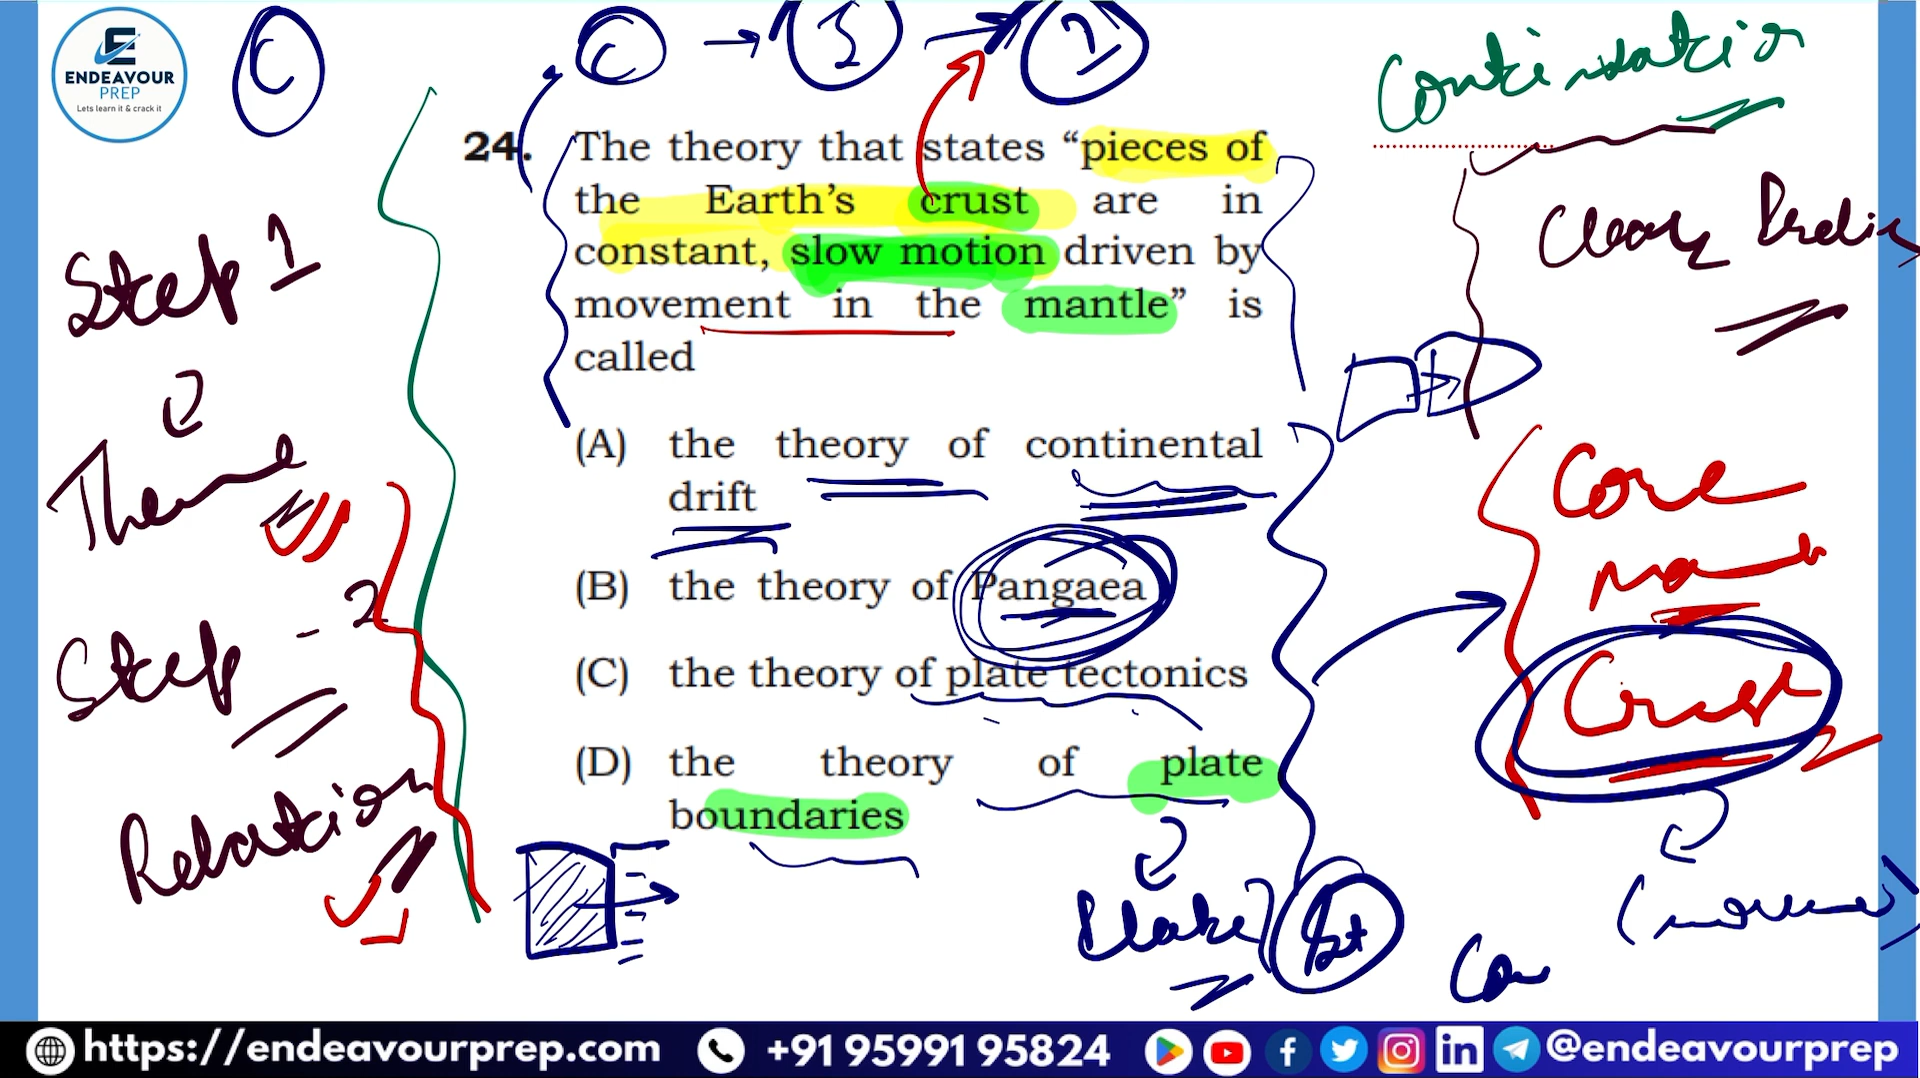 ENDEAVOUR
PREP
Lets learn it & crack it
C
C → 3 → ?
24. The theory that states “pieces of
the Earth’s crust are in
constant, slow motion driven by
movement in the mantle” is
called
(A) the theory of continental
drift
(B) the theory of Pangaea
(C) the theory of plate tectonics
(D) the theory of plate
boundaries
Step 1
Theme
Step - 2
Relation
Core
Crust
Plate
https://endeavourprep.com +91 95991 95824 @endeavourprep